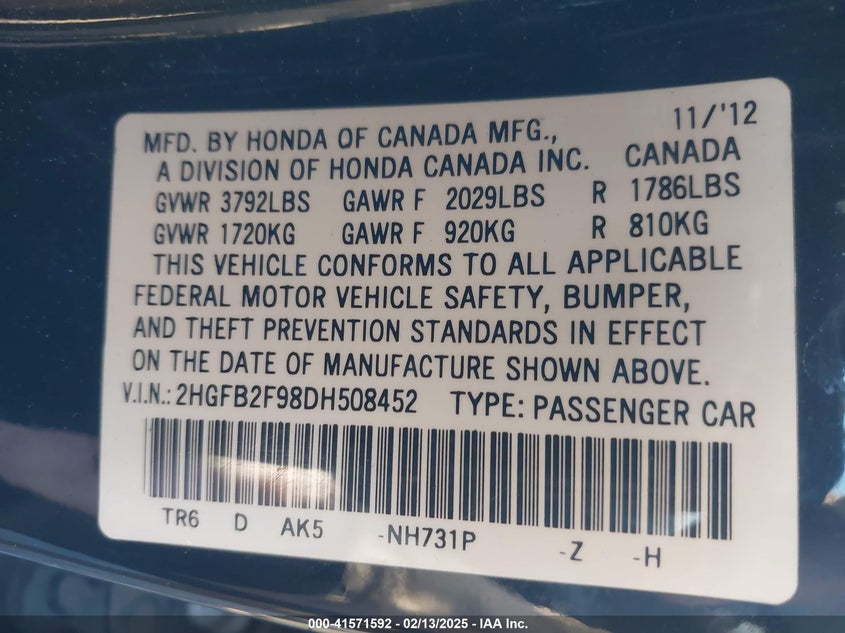 11/'12
MFD. BY HONDA OF CANADA MFG.,
A DIVISION OF HONDA CANADA INC. CANADA
GVWR 3792LBS GAWR F 2029LBS R 1786LBS
GVWR 1720KG GAWR F 920KG R 810KG
THIS VEHICLE CONFORMS TO ALL APPLICABLE
FEDERAL MOTOR VEHICLE SAFETY, BUMPER,
AND THEFT PREVENTION STANDARDS IN EFFECT
ON THE DATE OF MANUFACTURE SHOWN ABOVE.
V.I.N.: 2HGFB2F98DH508452 TYPE: PASSENGER CAR
TR6 D AK5 -NH731P -Z -H
000-41571592 - 02/13/2025 - IAA Inc.